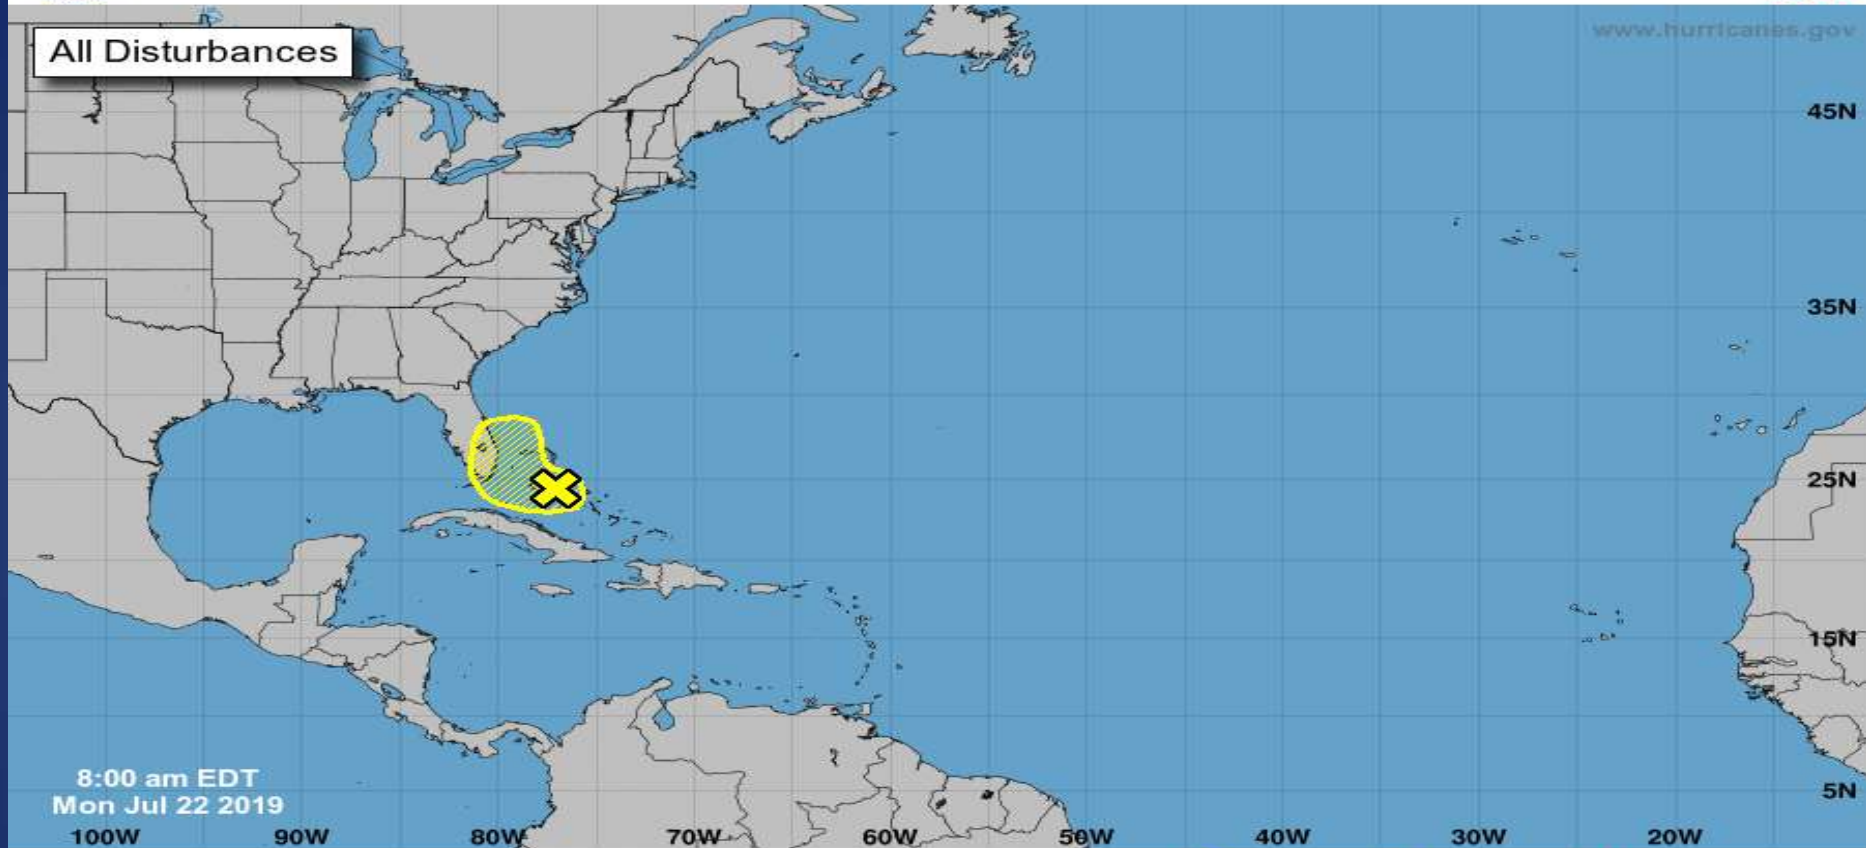 All Disturbances
www.hurricanes.gov
45N
35N
25N
15N
5N
8:00 am EDT
Mon Jul 22 2019
100W 90W 80W 70W 60W 50W 40W 30W 20W